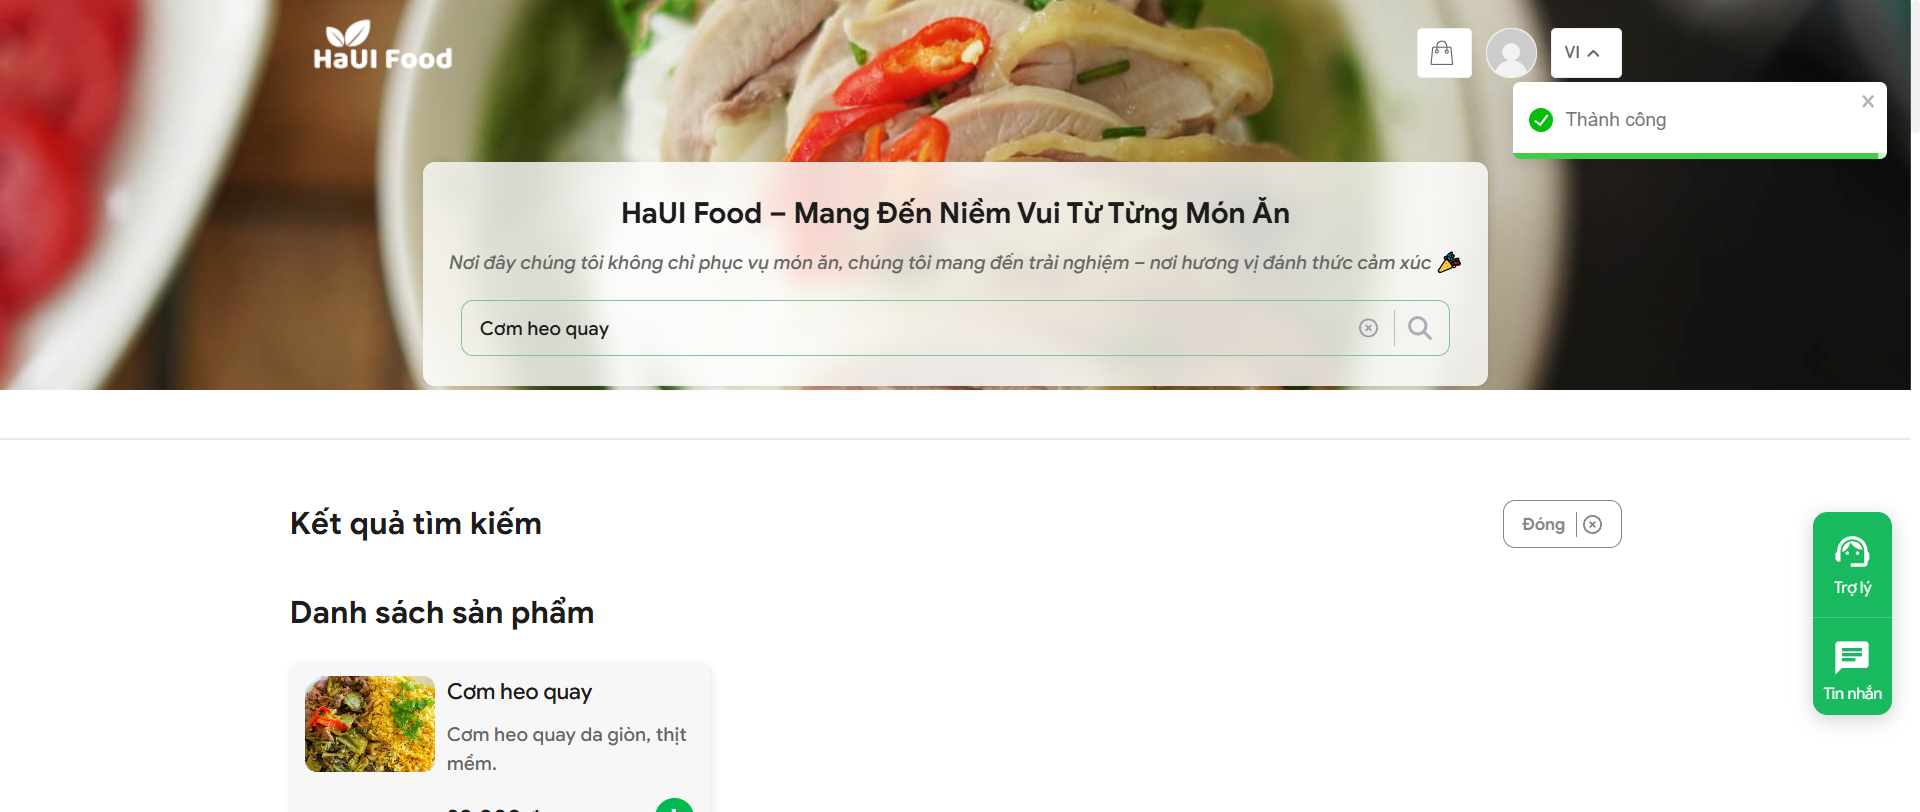 HaUI Food
VI
Thành công
HaUI Food – Mang Đến Niềm Vui Từ Từng Món Ăn
Nơi đây chúng tôi không chỉ phục vụ món ăn, chúng tôi mang đến trải nghiệm – nơi hương vị đánh thức cảm xúc
Cơm heo quay
Kết quả tìm kiếm
Đóng
Trợ lý
Tin nhắn
Danh sách sản phẩm
Cơm heo quay
Cơm heo quay da giòn, thịt
mềm.